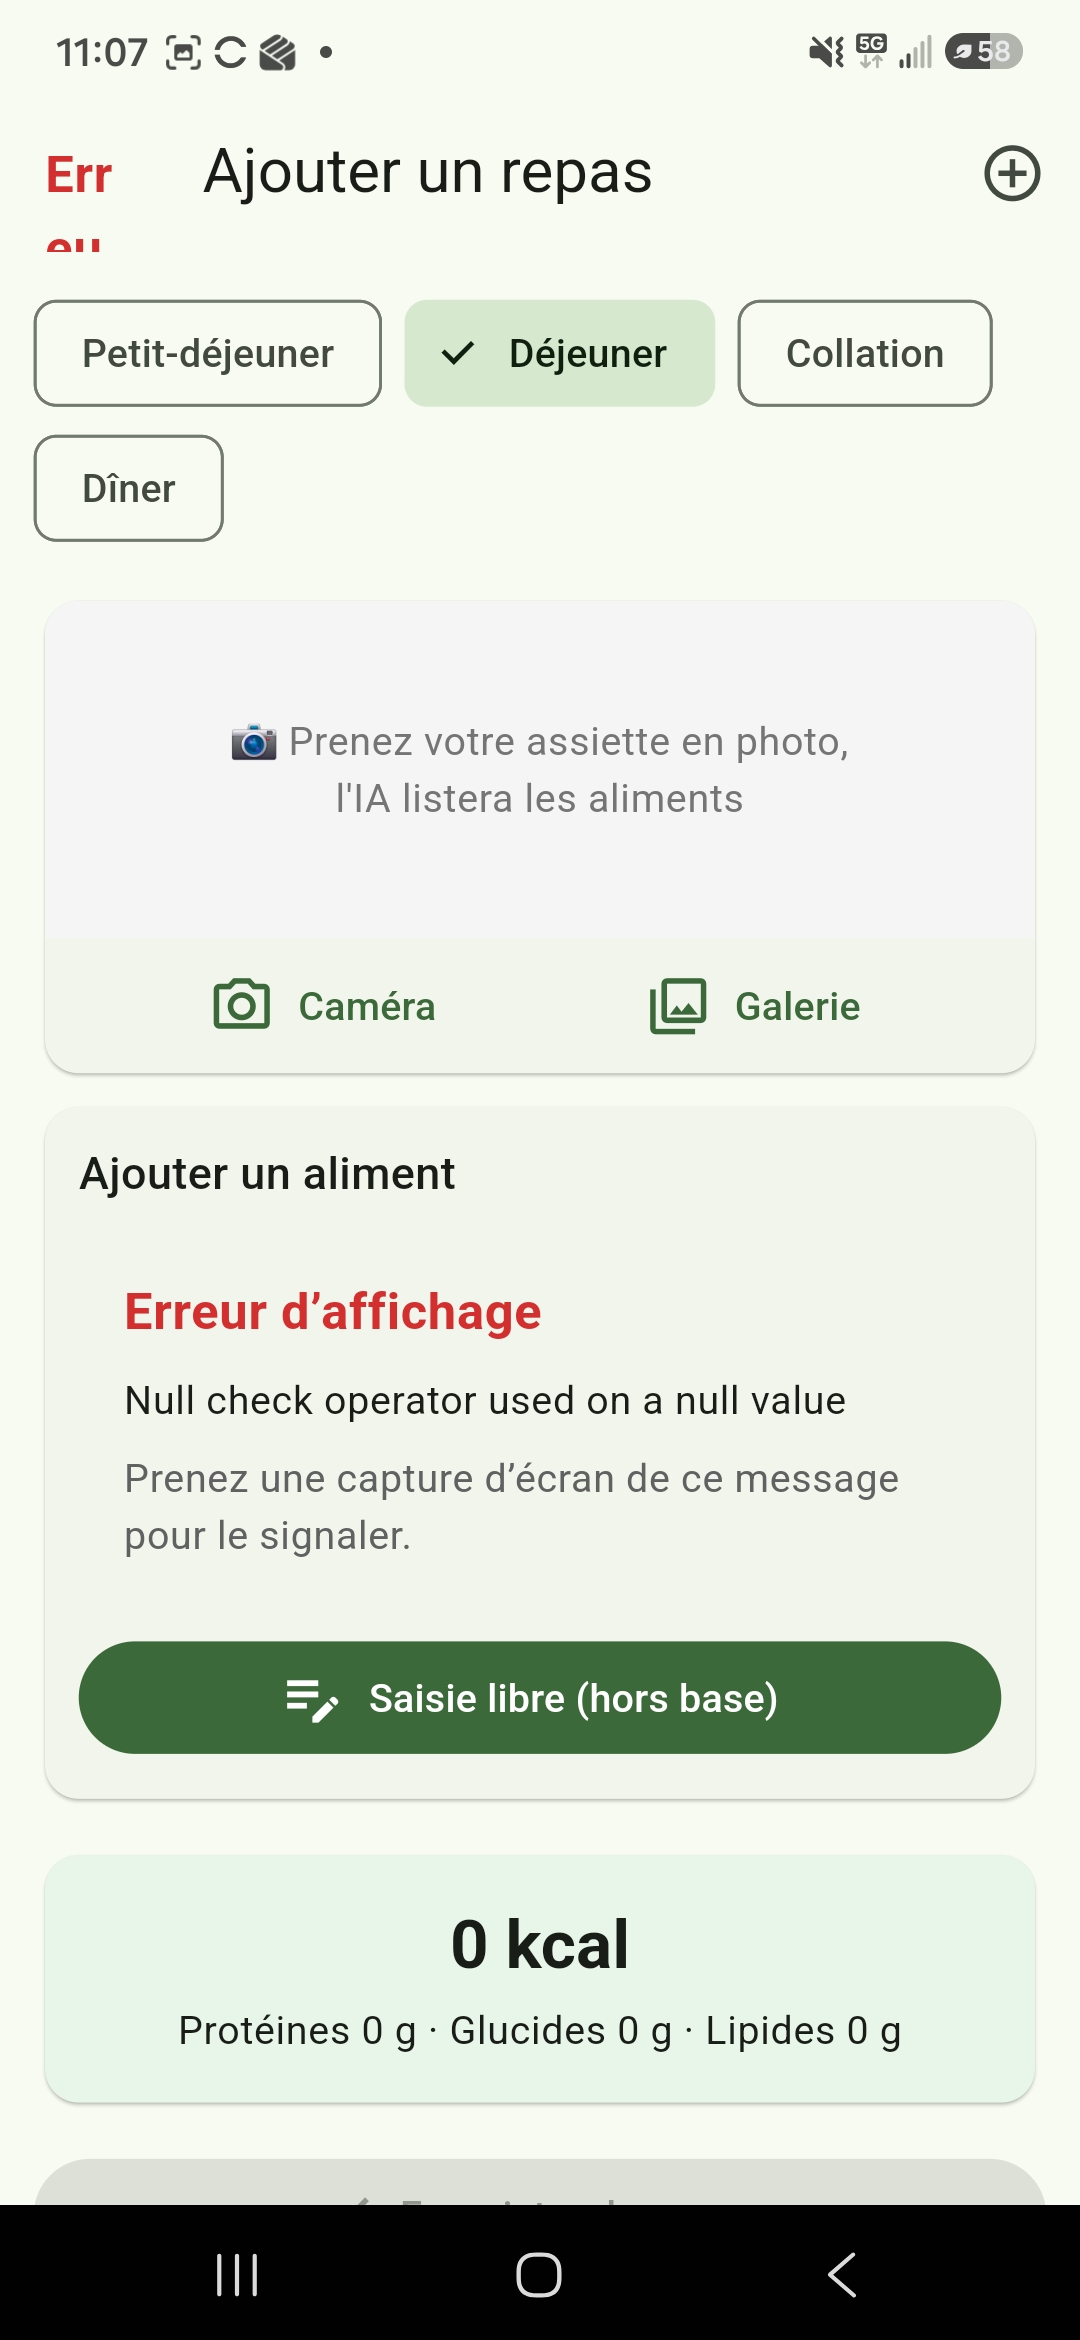 11:07
5G
58
Err
eu
Ajouter un repas
Petit-déjeuner
Déjeuner
Collation
Dîner
Prenez votre assiette en photo,
l'IA listera les aliments
Caméra
Galerie
Ajouter un aliment
Erreur d’affichage
Null check operator used on a null value
Prenez une capture d’écran de ce message
pour le signaler.
Saisie libre (hors base)
0 kcal
Protéines 0 g · Glucides 0 g · Lipides 0 g